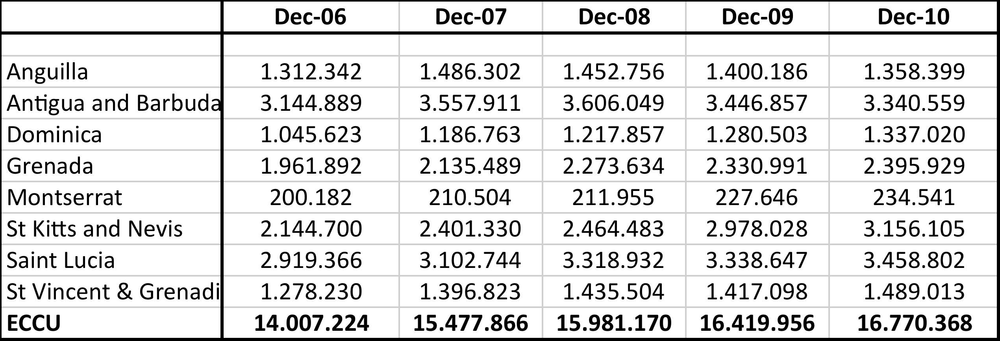 Dec-06 Dec-07 Dec-08 Dec-09 Dec-10
Anguilla 1.312.342 1.486.302 1.452.756 1.400.186 1.358.399
Antigua and Barbuda 3.144.889 3.557.911 3.606.049 3.446.857 3.340.559
Dominica 1.045.623 1.186.763 1.217.857 1.280.503 1.337.020
Grenada 1.961.892 2.135.489 2.273.634 2.330.991 2.395.929
Montserrat 200.182 210.504 211.955 227.646 234.541
St Kitts and Nevis 2.144.700 2.401.330 2.464.483 2.978.028 3.156.105
Saint Lucia 2.919.366 3.102.744 3.318.932 3.338.647 3.458.802
St Vincent & Grenadi 1.278.230 1.396.823 1.435.504 1.417.098 1.489.013
ECCU 14.007.224 15.477.866 15.981.170 16.419.956 16.770.368